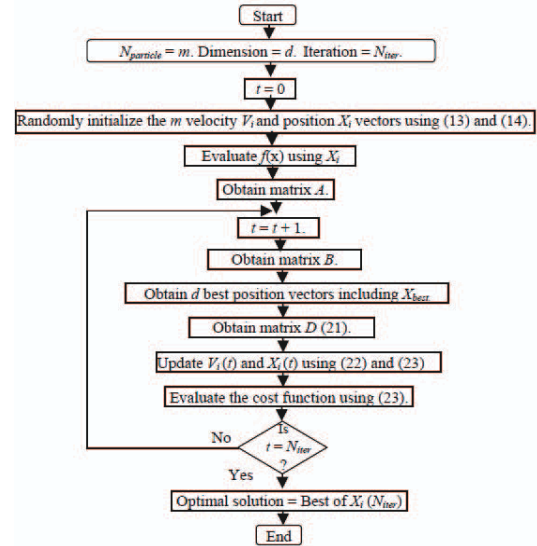 Start
N_particle = m. Dimension = d. Iteration = N_iter.
t = 0
Randomly initialize the m velocity V_i and position X_i vectors using (13) and (14).
Evaluate f(x) using X_i
Obtain matrix A.
t = t + 1.
Obtain matrix B.
Obtain d best position vectors including X_best.
Obtain matrix D (21).
Update V_i (t) and X_i (t) using (22) and (23)
Evaluate the cost function using (23).
Is
No
t = N_iter
?
Yes
Optimal solution = Best of X_i (N_iter)
End